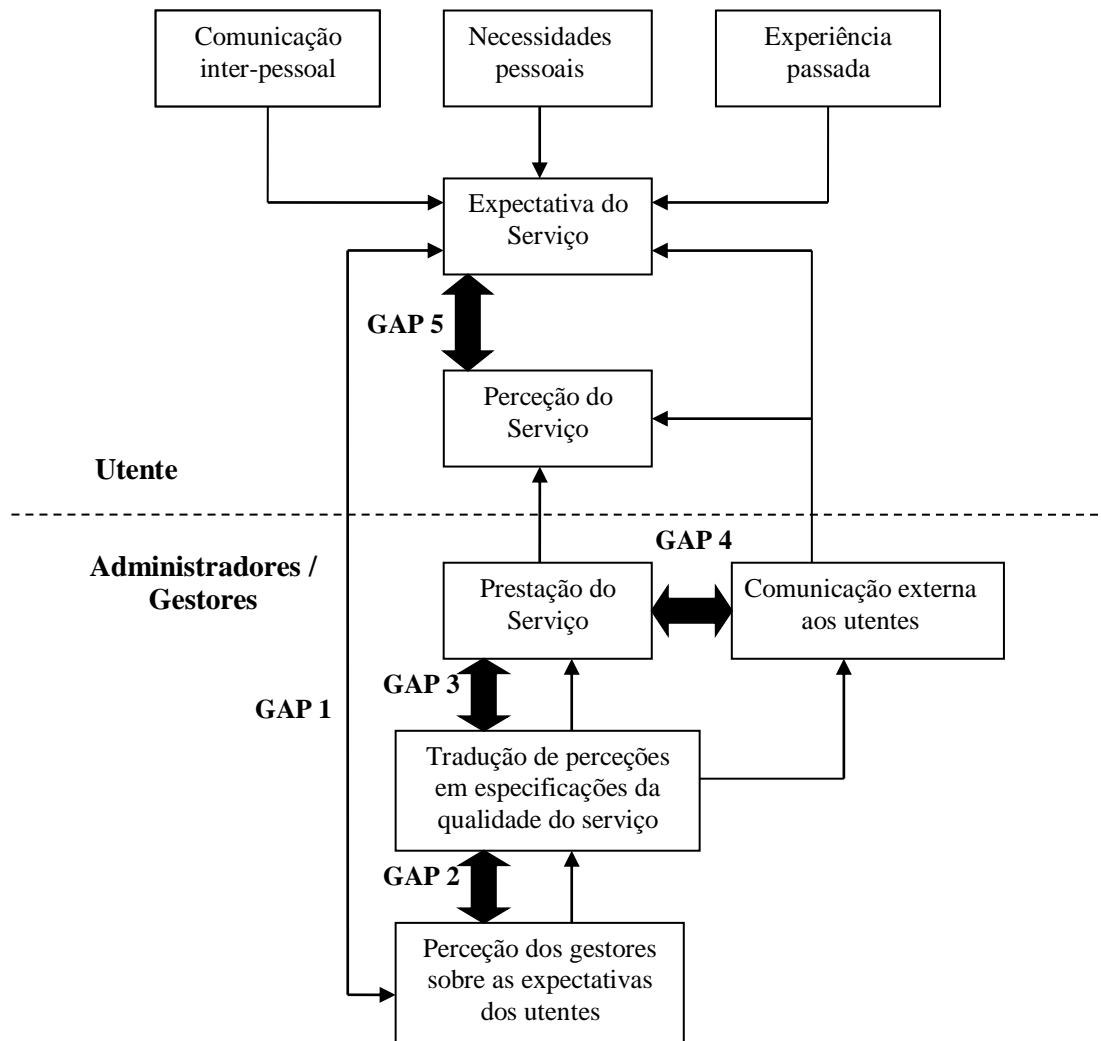 Comunicação
inter-pessoal
Necessidades
pessoais
Experiência
passada
Expectativa do
Serviço
GAP 5
Perceção do
Serviço
Utente
GAP 4
Administradores /
Gestores
Prestação do
Serviço
Comunicação externa
aos utentes
GAP 3
GAP 1
Tradução de perceções
em especificações da
qualidade do serviço
GAP 2
Perceção dos gestores
sobre as expectativas
dos utentes